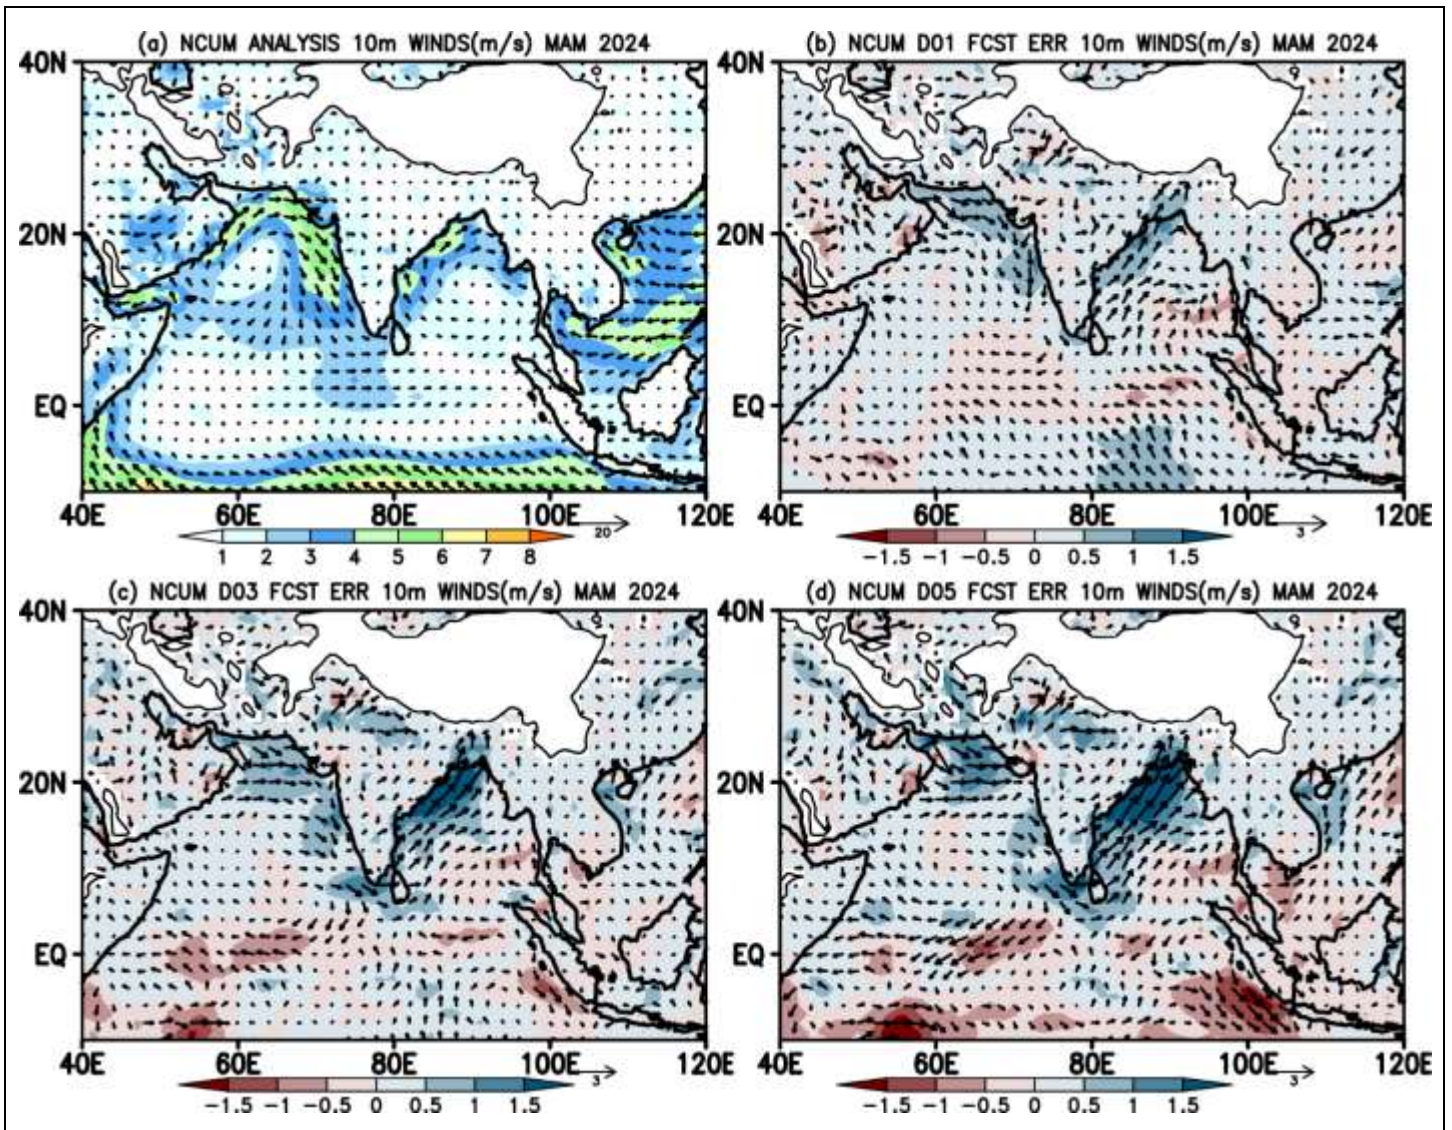 (a) NCUM ANALYSIS 10m WINDS(m/s) MAM 2024
40N
20N
EQ
40E 60E 80E 100E 120E
20
1 2 3 4 5 6 7 8
(b) NCUM D01 FCST ERR 10m WINDS(m/s) MAM 2024
40N
20N
EQ
40E 60E 80E 100E 120E
3
-1.5 -1 -0.5 0 0.5 1 1.5
(c) NCUM D03 FCST ERR 10m WINDS(m/s) MAM 2024
40N
20N
EQ
40E 60E 80E 100E 120E
3
-1.5 -1 -0.5 0 0.5 1 1.5
(d) NCUM D05 FCST ERR 10m WINDS(m/s) MAM 2024
40N
20N
EQ
40E 60E 80E 100E 120E
3
-1.5 -1 -0.5 0 0.5 1 1.5